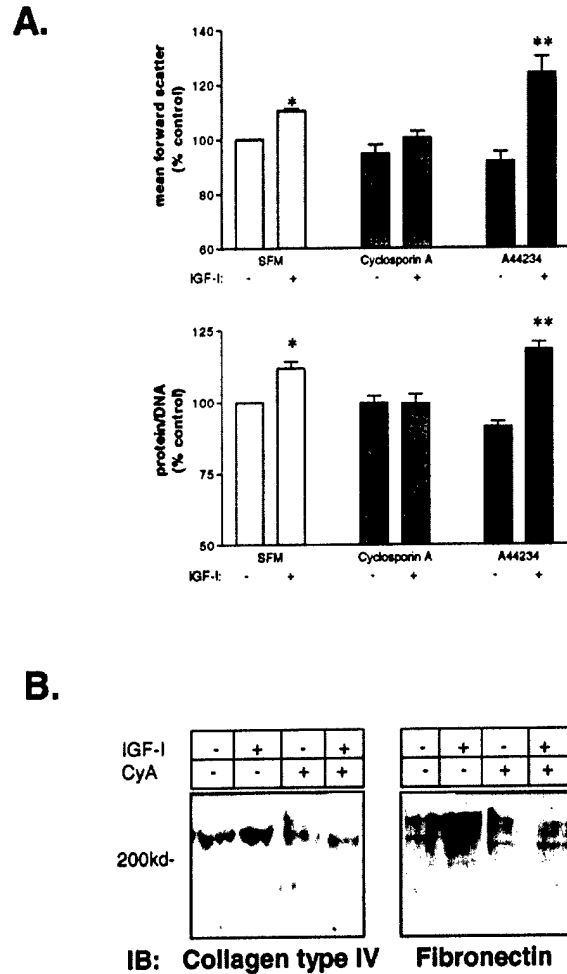 A.
mean forward scatter
(% control)
140
120
100
80
60
*
**
SFM
Cyclosporin A
A44234
IGF-I: - + - + - +
protein/DNA
(% control)
125
100
75
50
*
**
SFM
Cyclosporin A
A44234
IGF-I: - + - + - +
B.
IGF-I - + - + - + - +
CyA - - + + - - + +
200kd-
IB: Collagen type IV Fibronectin